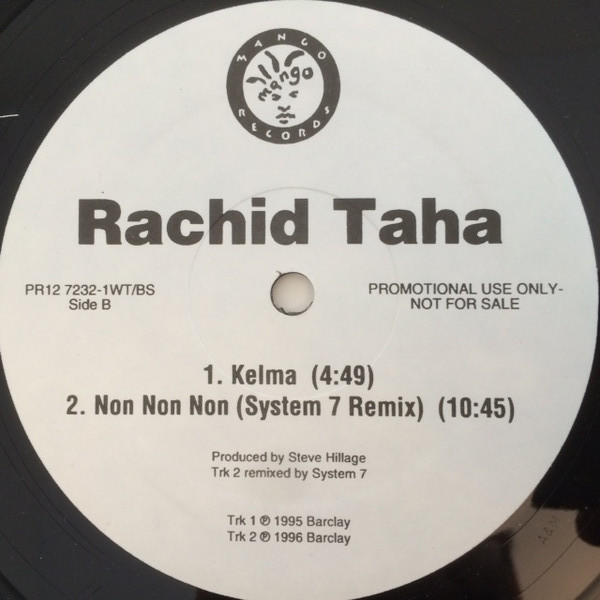 MANGO
mango
RECORDS
Rachid Taha
PR12 7232-1WT/BS
Side B
PROMOTIONAL USE ONLY-
NOT FOR SALE
1. Kelma (4:49)
2. Non Non Non (System 7 Remix) (10:45)
Produced by Steve Hillage
Trk 2 remixed by System 7
Trk 1 ℗ 1995 Barclay
Trk 2 ℗ 1996 Barclay
A&M